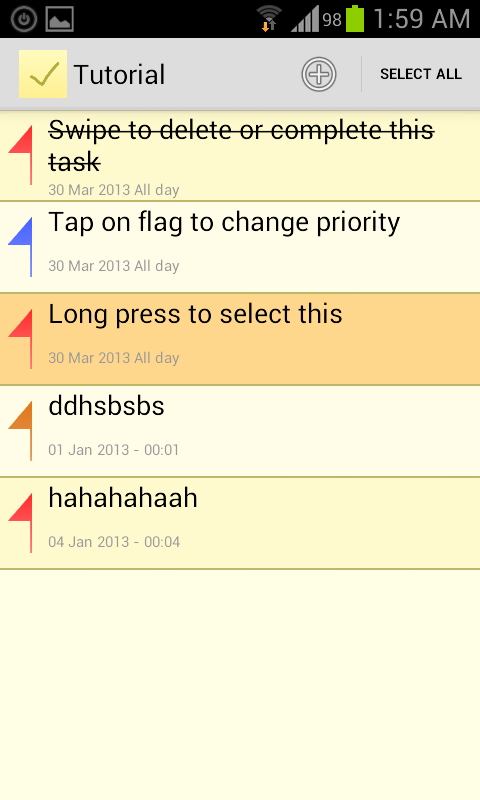 98 1:59 AM
Tutorial SELECT ALL
Swipe to delete or complete this
task
30 Mar 2013 All day
Tap on flag to change priority
30 Mar 2013 All day
Long press to select this
30 Mar 2013 All day
ddhsbsbs
01 Jan 2013 - 00:01
hahahahaah
04 Jan 2013 - 00:04